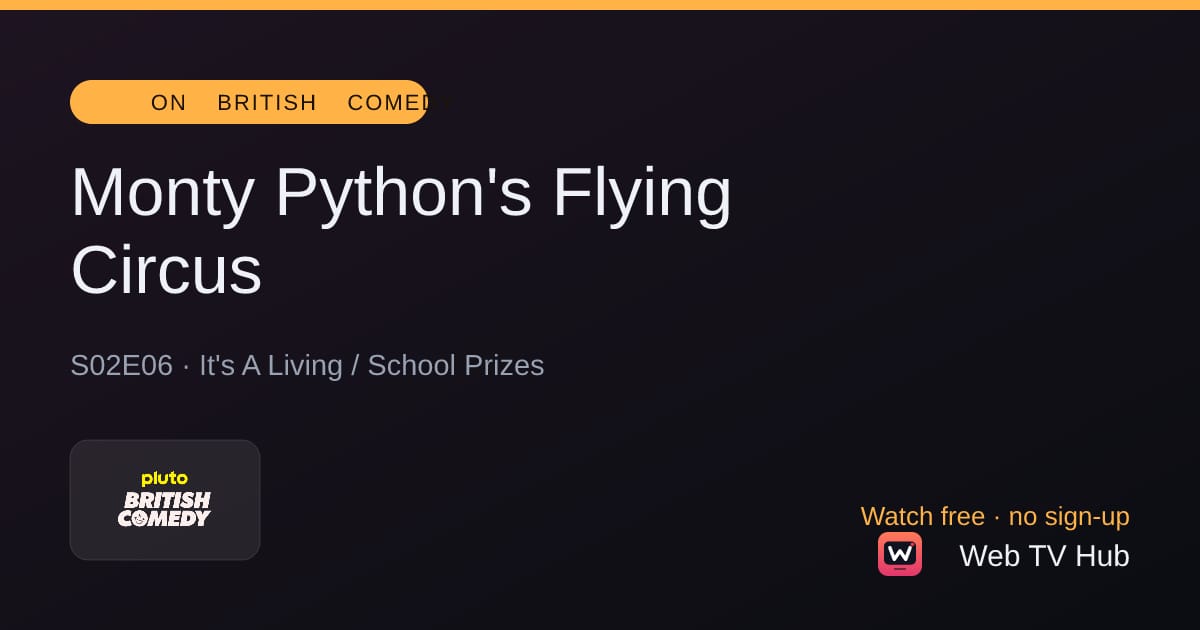 ON BRITISH COMEDY
Monty Python's Flying
Circus
S02E06 · It's A Living / School Prizes
pluto
BRITISH
COMEDY
Watch free · no sign-up
W
Web TV Hub